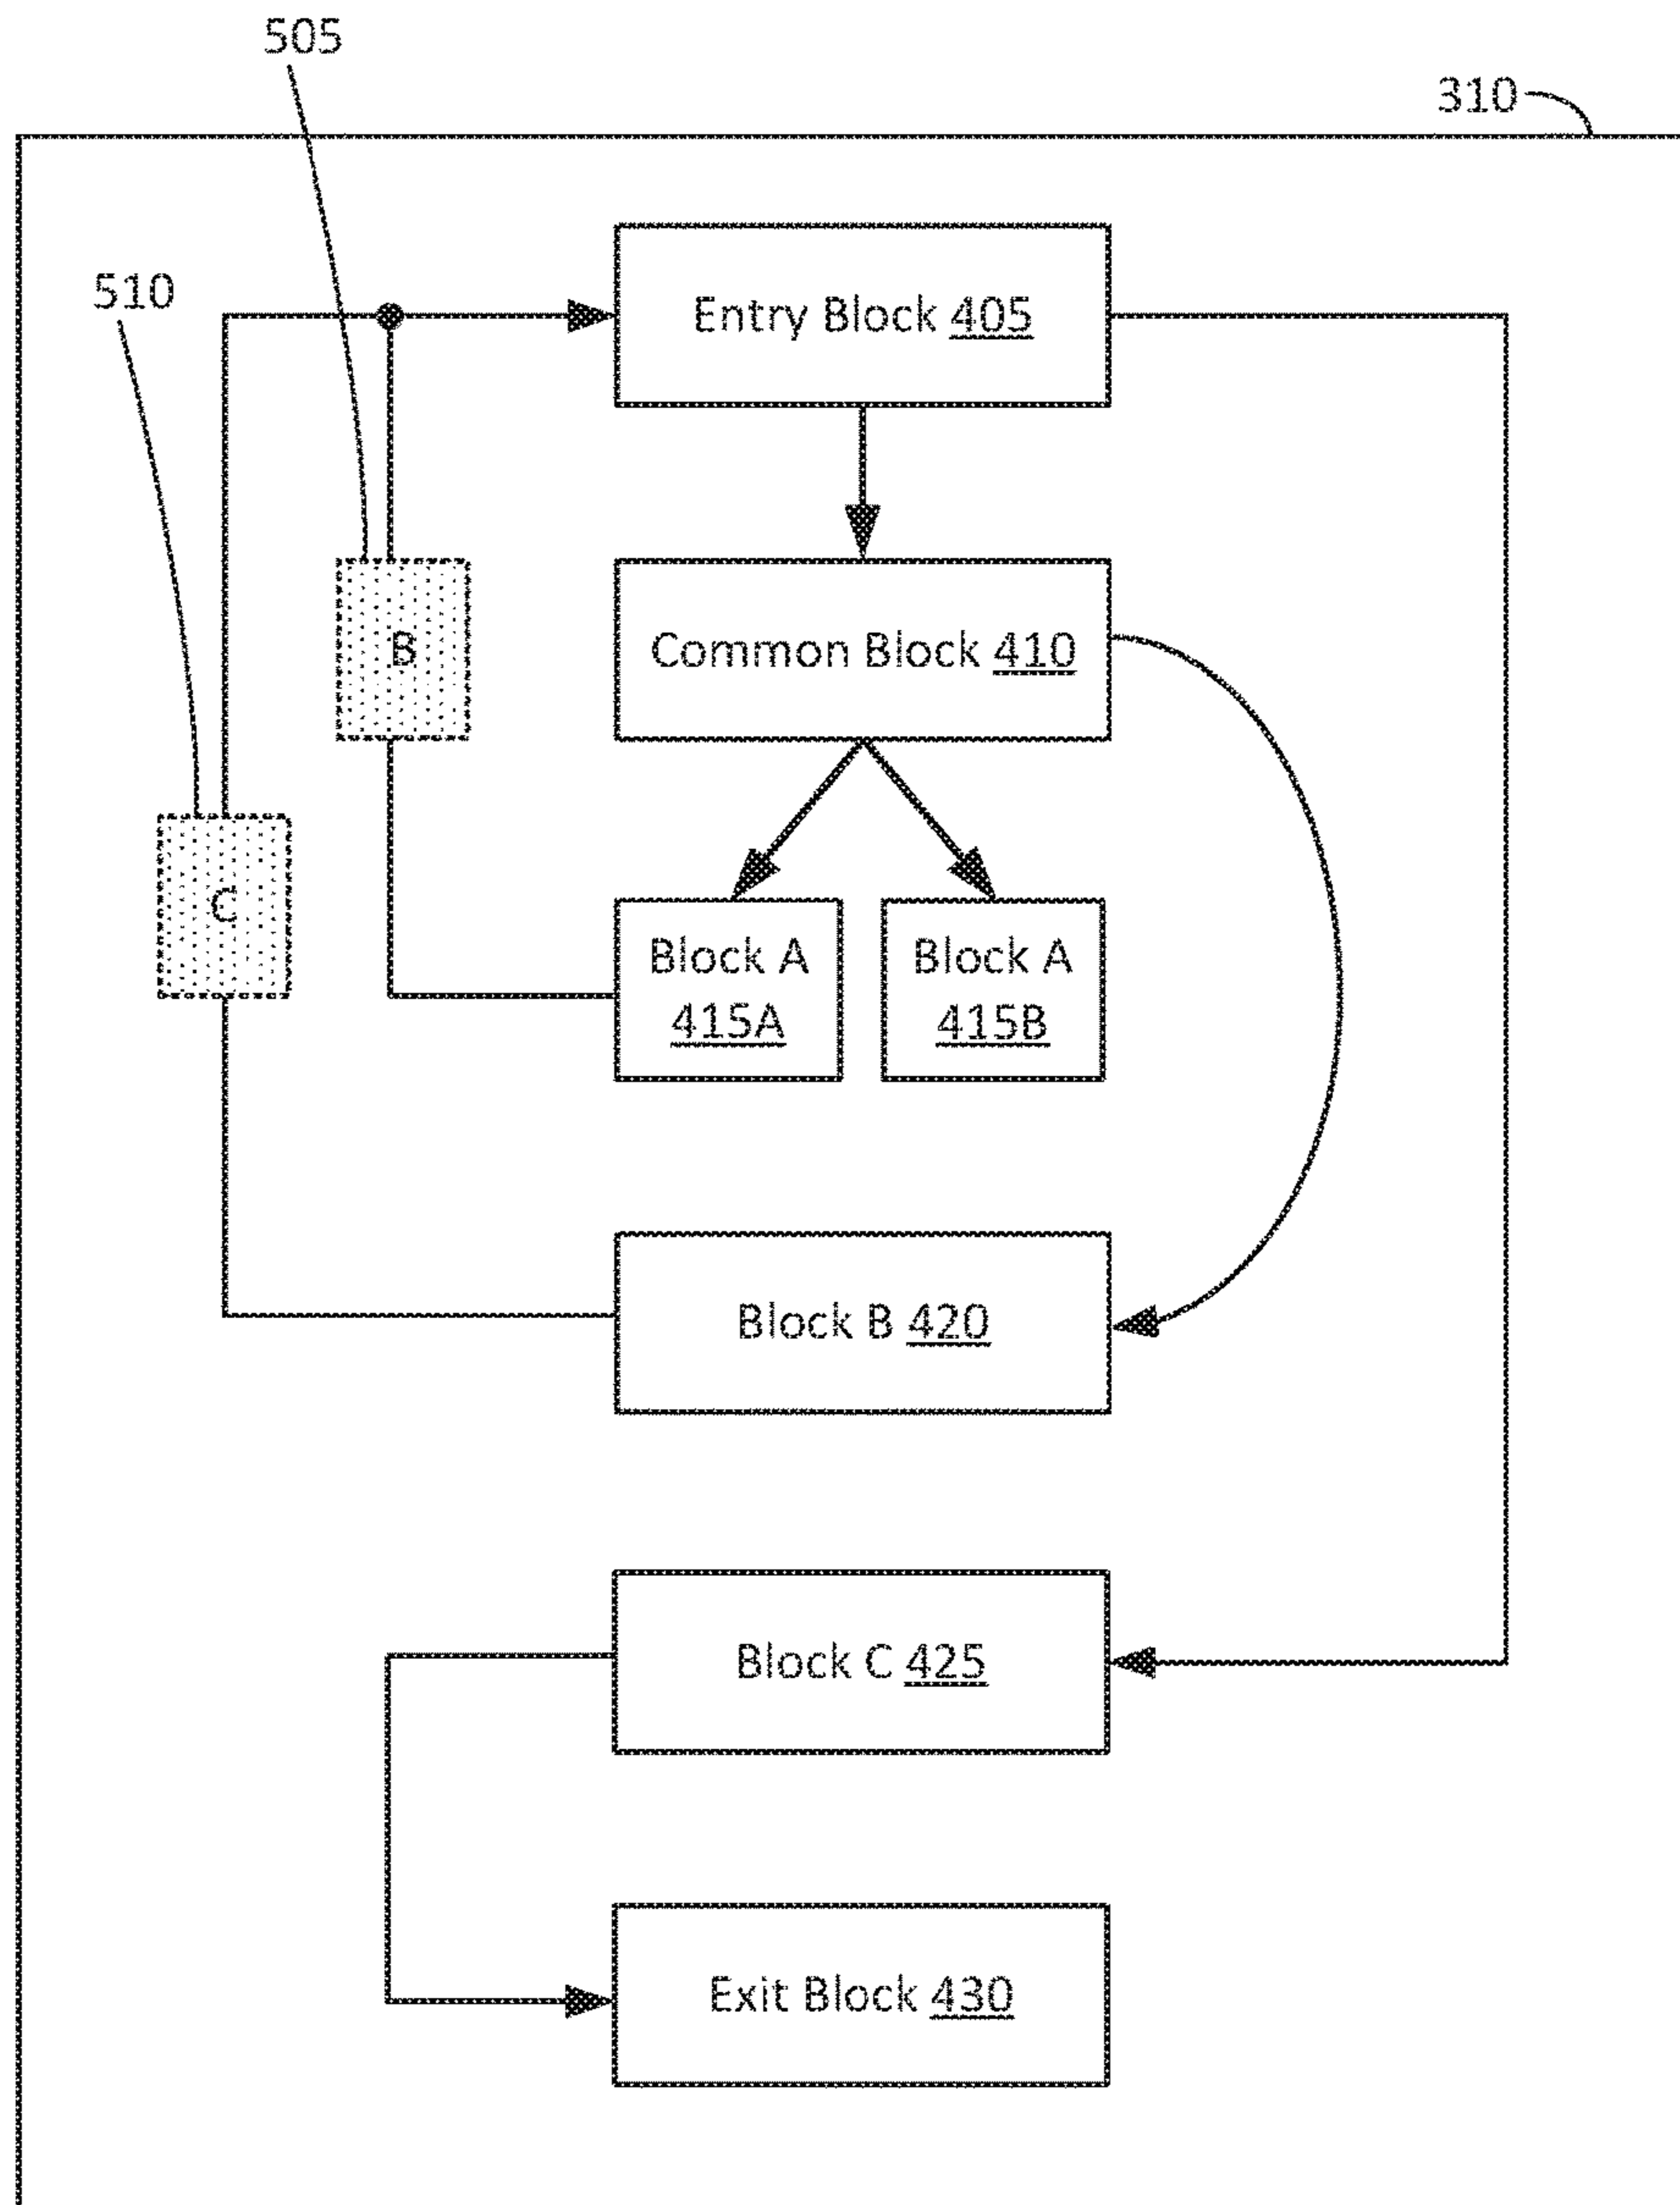 505
310
510
Entry Block 405
B
Common Block 410
C
Block A
415A
Block A
415B
Block B 420
Block C 425
Exit Block 430